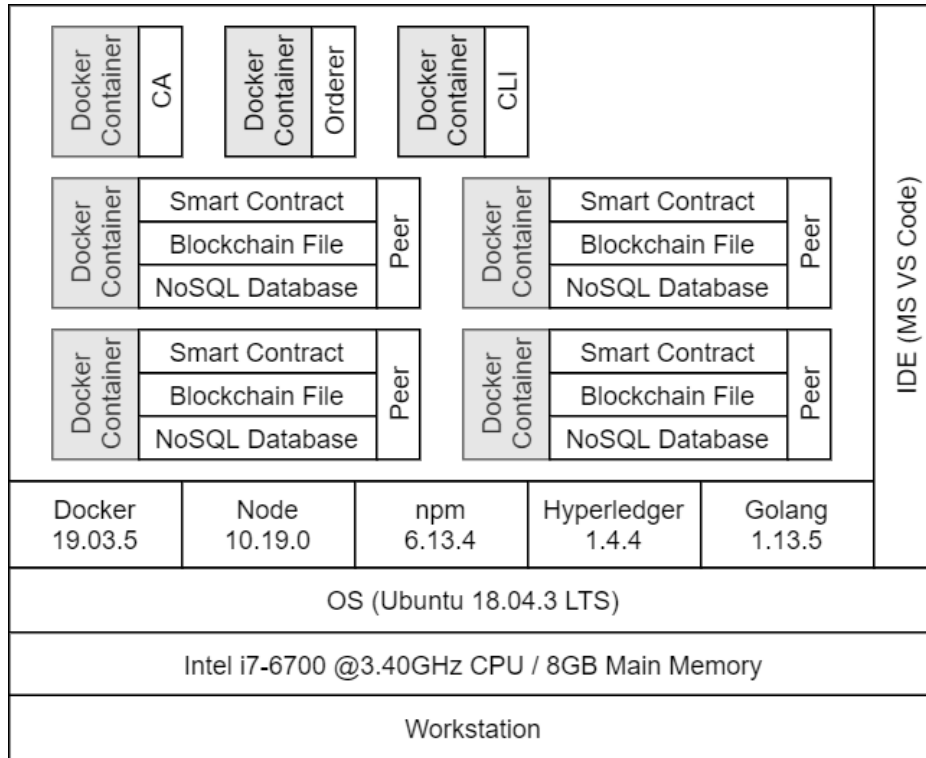 Docker
Container
CA
Docker
Container
Orderer
Docker
Container
CLI
Docker
Container
Smart Contract
Blockchain File
NoSQL Database
Peer
Docker
Container
Smart Contract
Blockchain File
NoSQL Database
Peer
Docker
Container
Smart Contract
Blockchain File
NoSQL Database
Peer
Docker
Container
Smart Contract
Blockchain File
NoSQL Database
Peer
IDE (MS VS Code)
Docker
19.03.5
Node
10.19.0
npm
6.13.4
Hyperledger
1.4.4
Golang
1.13.5
OS (Ubuntu 18.04.3 LTS)
Intel i7-6700 @3.40GHz CPU / 8GB Main Memory
Workstation